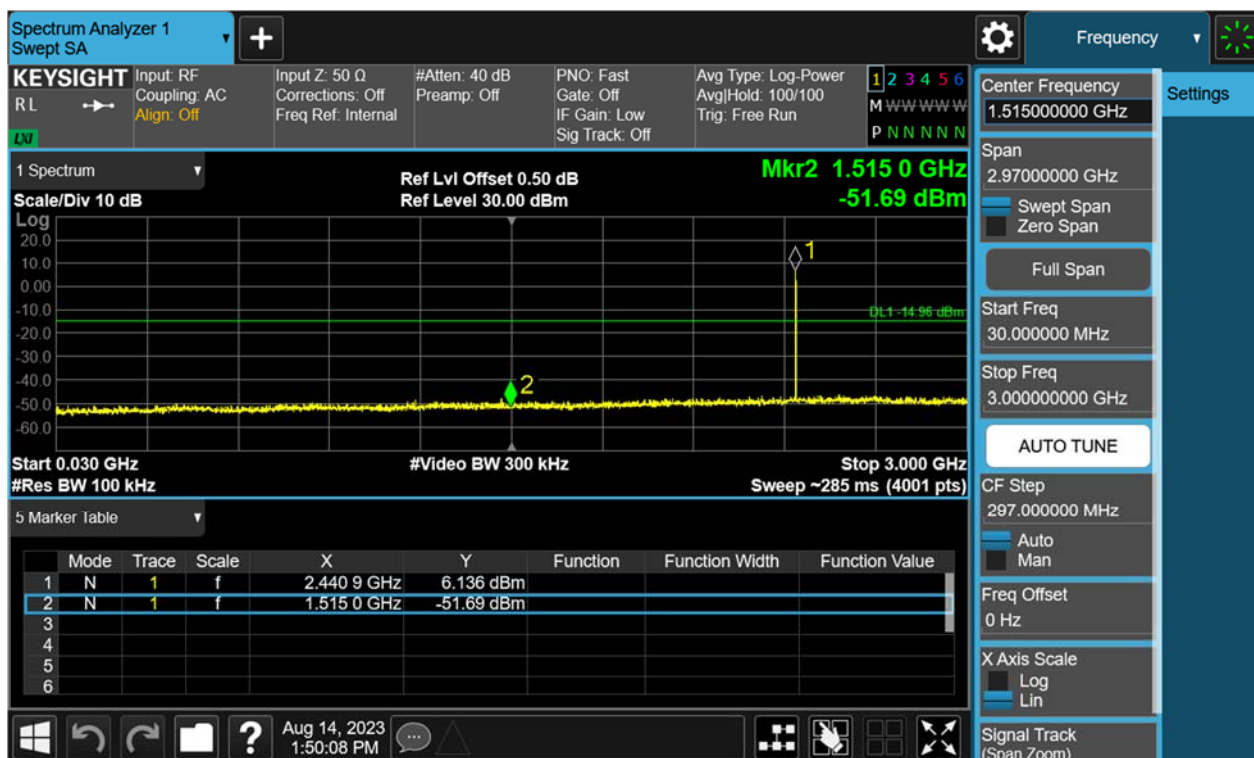 Spectrum Analyzer 1
Swept SA
Frequency
KEYSIGHT
RL
LXI
Input: RF
Coupling: AC
Align: Off
Input Z: 50 Ω
Corrections: Off
Freq Ref: Internal
#Atten: 40 dB
Preamp: Off
PNO: Fast
Gate: Off
IF Gain: Low
Sig Track: Off
Avg Type: Log-Power
Avg|Hold: 100/100
Trig: Free Run
1 2 3 4 5 6
M W W W W W
P N N N N N
1 Spectrum
Scale/Div 10 dB
Ref Lvl Offset 0.50 dB
Ref Level 30.00 dBm
Mkr2 1.515 0 GHz
-51.69 dBm
Log
20.0
10.0
0.00
-10.0
-20.0
-30.0
-40.0
-50.0
-60.0
1
DL1 -14.96 dBm
2
Start 0.030 GHz
#Video BW 300 kHz
Stop 3.000 GHz
#Res BW 100 kHz
Sweep ~285 ms (4001 pts)
5 Marker Table
Mode Trace Scale X Y Function Function Width Function Value
1 N 1 f 2.440 9 GHz 6.136 dBm
2 N 1 f 1.515 0 GHz -51.69 dBm
3
4
5
6
?
Aug 14, 2023
1:50:08 PM
Center Frequency
1.515000000 GHz
Settings
Span
2.97000000 GHz
Swept Span
Zero Span
Full Span
Start Freq
30.000000 MHz
Stop Freq
3.000000000 GHz
AUTO TUNE
CF Step
297.000000 MHz
Auto
Man
Freq Offset
0 Hz
X Axis Scale
Log
Lin
Signal Track
(Span Zoom)